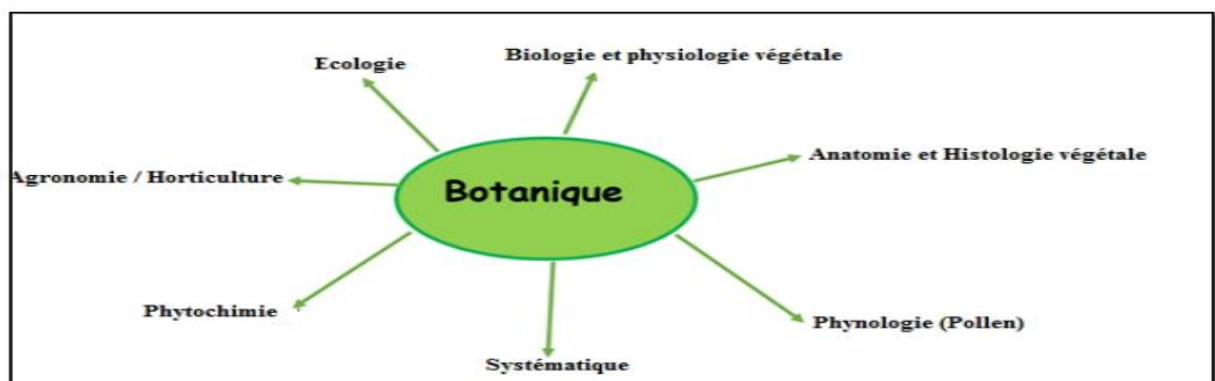 Biologie et physiologie végétale
Ecologie
Anatomie et Histologie végétale
Agronomie / Horticulture
Botanique
Phytochimie
Phynologie (Pollen)
Systématique